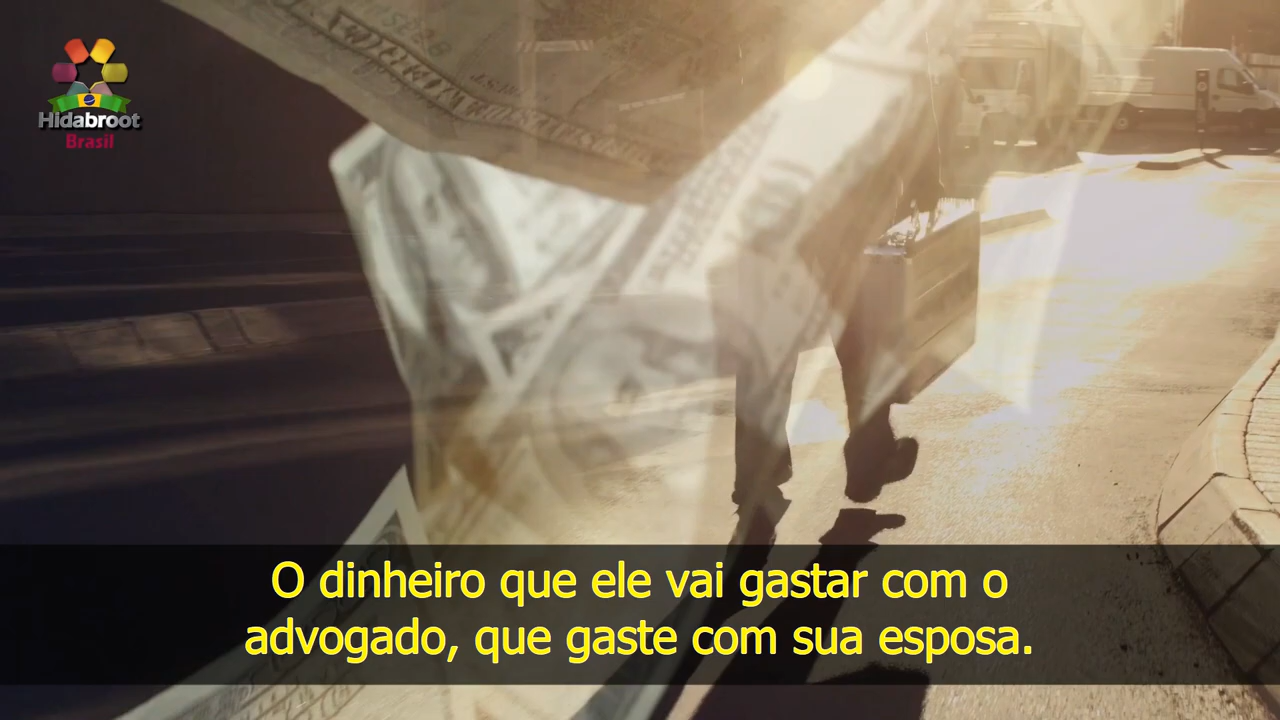 Hidabroot
Brasil
O dinheiro que ele vai gastar com o
advogado, que gaste com sua esposa.